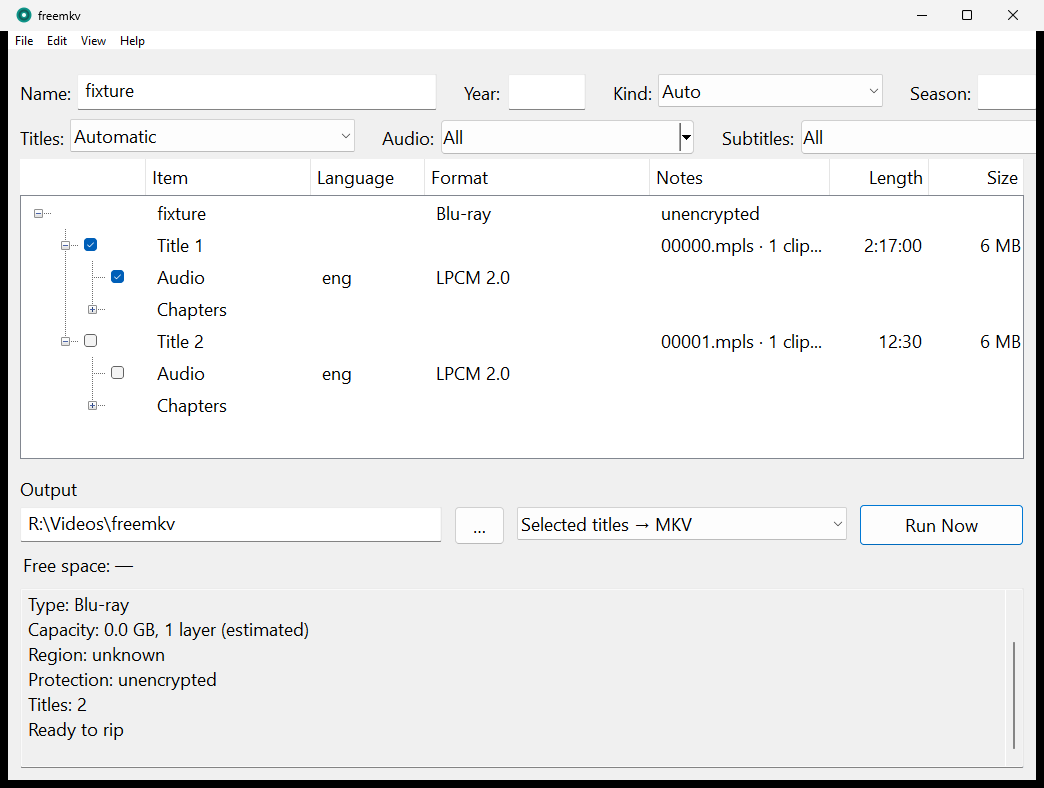 freemkv
File Edit View Help
Name: fixture Year: Kind: Auto Season:
Titles: Automatic Audio: All Subtitles: All
Item Language Format Notes Length Size
fixture Blu-ray unencrypted
Title 1 00000.mpls · 1 clip... 2:17:00 6 MB
Audio eng LPCM 2.0
Chapters
Title 2 00001.mpls · 1 clip... 12:30 6 MB
Audio eng LPCM 2.0
Chapters
Output
R:\Videos\freemkv ... Selected titles → MKV Run Now
Free space: —
Type: Blu-ray
Capacity: 0.0 GB, 1 layer (estimated)
Region: unknown
Protection: unencrypted
Titles: 2
Ready to rip